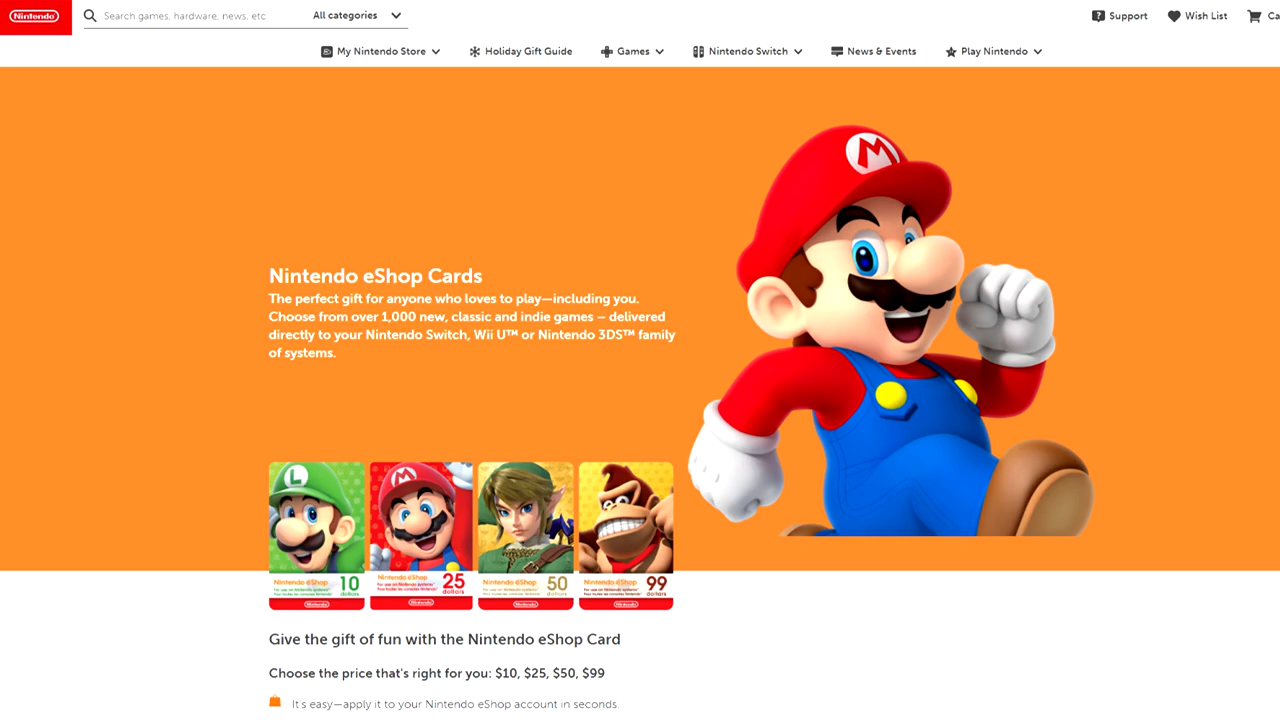 Nintendo
Search games, hardware, news, etc
All categories
Support
Wish List
Ca
My Nintendo Store
Holiday Gift Guide
Games
Nintendo Switch
News & Events
Play Nintendo
M
Nintendo eShop Cards
The perfect gift for anyone who loves to play—including you.
Choose from over 1,000 new, classic and indie games – delivered
directly to your Nintendo Switch, Wii U™ or Nintendo 3DS™ family
of systems.
L
M
Nintendo eShop 10 dollars
Nintendo eShop 25 dollars
Nintendo eShop 50 dollars
Nintendo eShop 99 dollars
Nintendo
Nintendo
Nintendo
Nintendo
Give the gift of fun with the Nintendo eShop Card
Choose the price that's right for you: $10, $25, $50, $99
It's easy—apply it to your Nintendo eShop account in seconds.